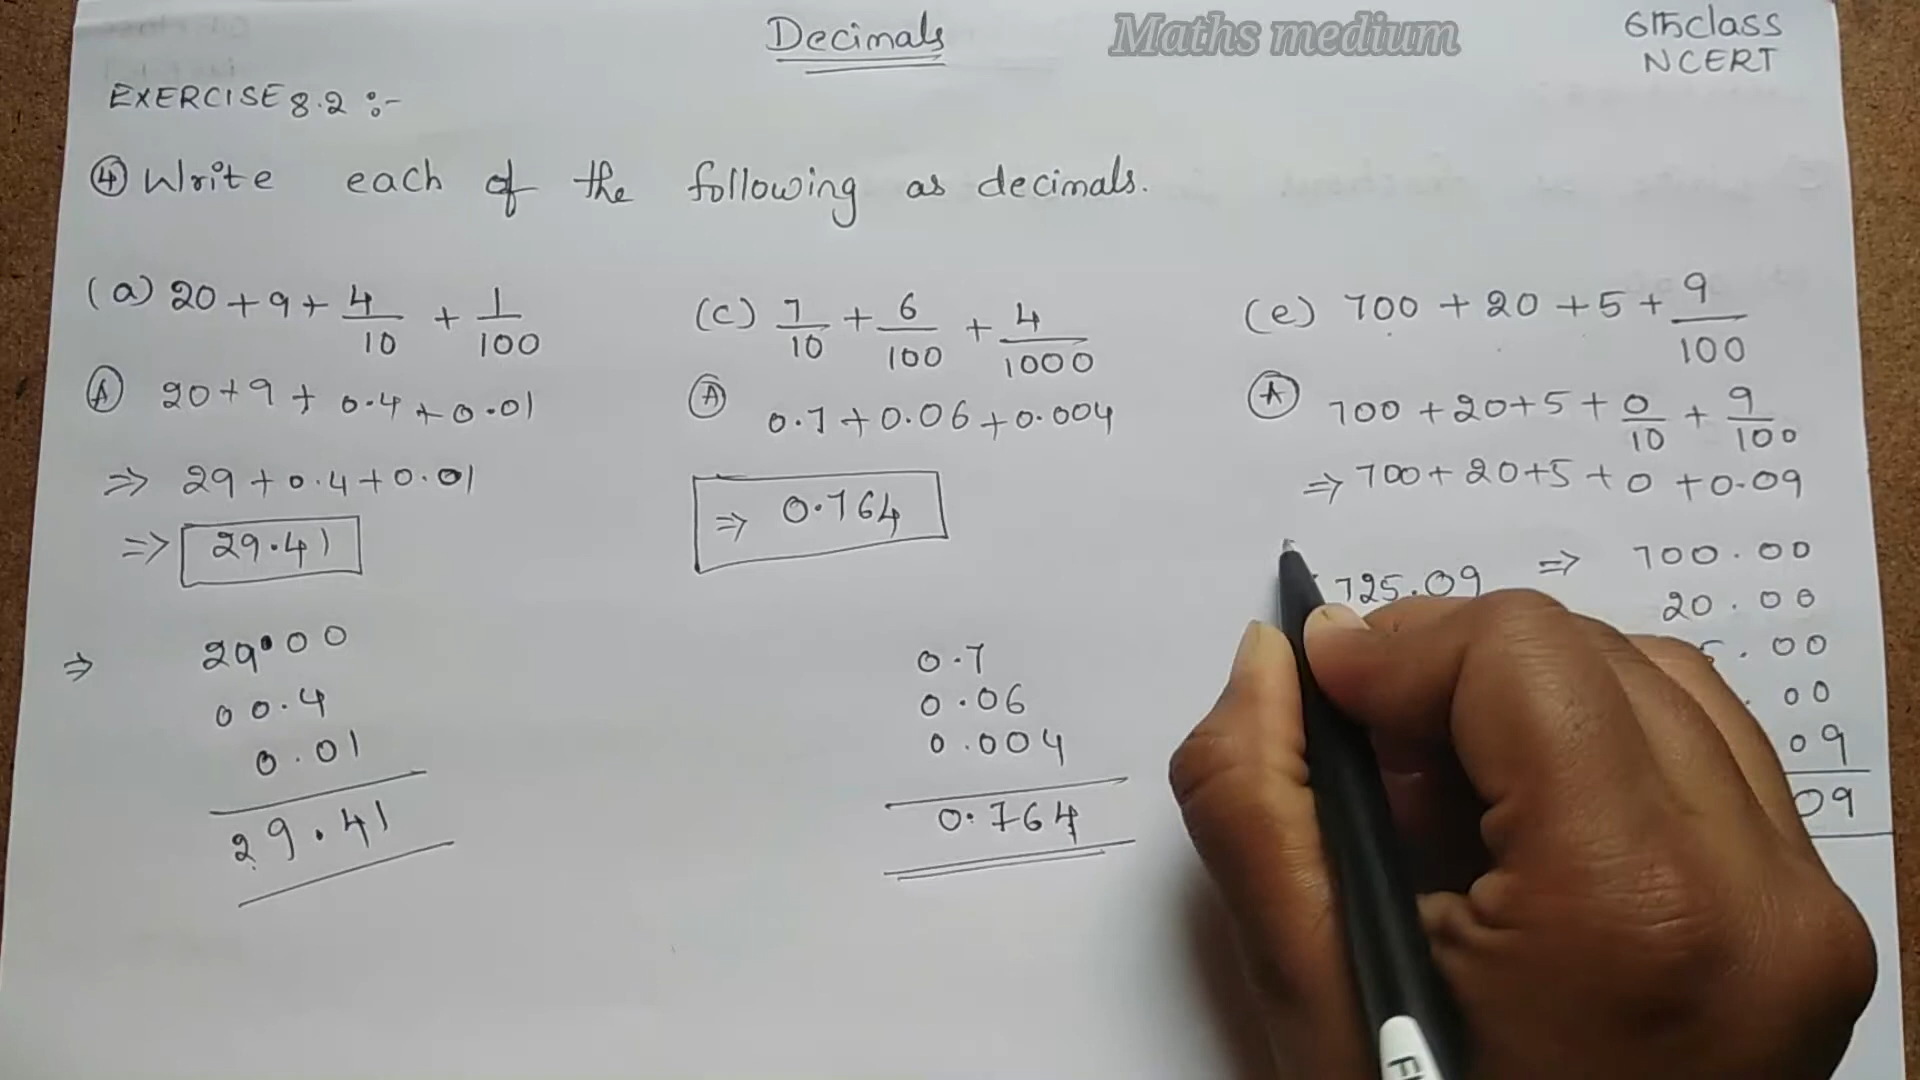 Decimals
Maths medium
6th class
NCERT
EXERCISE 8.2 :-
④ Write each of the following as decimals.
(a) 20 + 9 + 4/10 + 1/100
Ⓐ 20 + 9 + 0.4 + 0.01
⇒ 29 + 0.4 + 0.01
⇒ 29.41
⇒ 29.00
00.4
0.01
29.41
(c) 7/10 + 6/100 + 4/1000
Ⓐ 0.7 + 0.06 + 0.004
⇒ 0.764
0.7
0.06
0.004
0.764
(e) 700 + 20 + 5 + 9/100
Ⓐ 700 + 20 + 5 + 0/10 + 9/100
⇒ 700 + 20 + 5 + 0 + 0.09
725.09 ⇒ 700.00
20.00
.00
.00
09
09